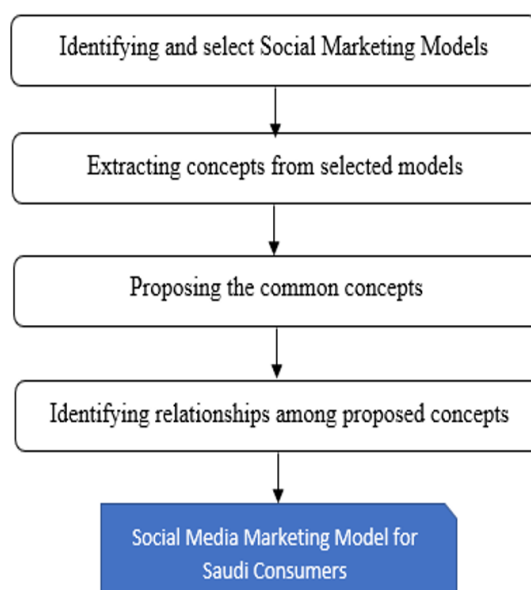 Identifying and select Social Marketing Models
Extracting concepts from selected models
Proposing the common concepts
Identifying relationships among proposed concepts
Social Media Marketing Model for
Saudi Consumers